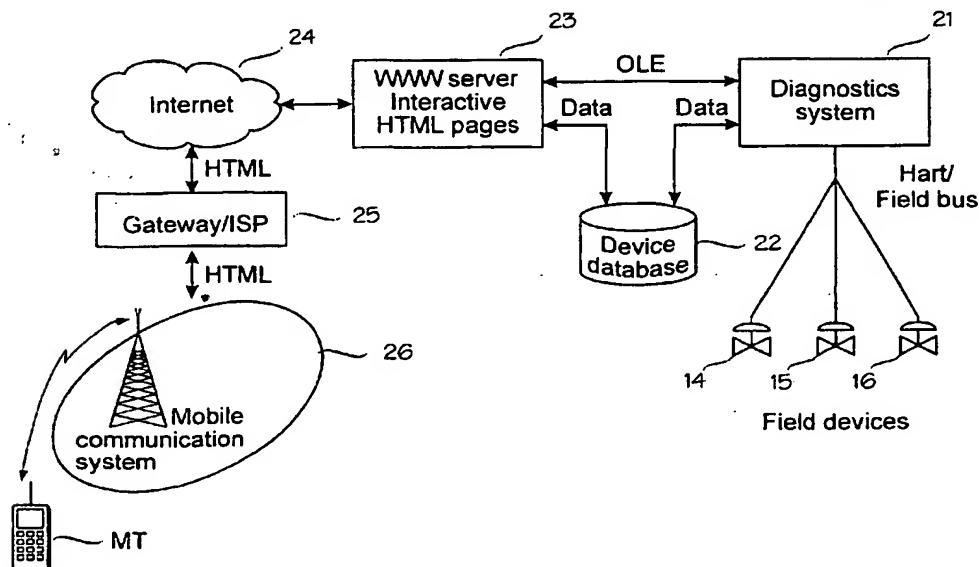 24
23
21
Internet
WWW server
Interactive
HTML pages
OLE
Data
Data
Diagnostics
system
HTML
Gateway/ISP
25
HTML
Device
database
22
Hart/
Field bus
26
Mobile
communication
system
14
15
16
Field devices
MT